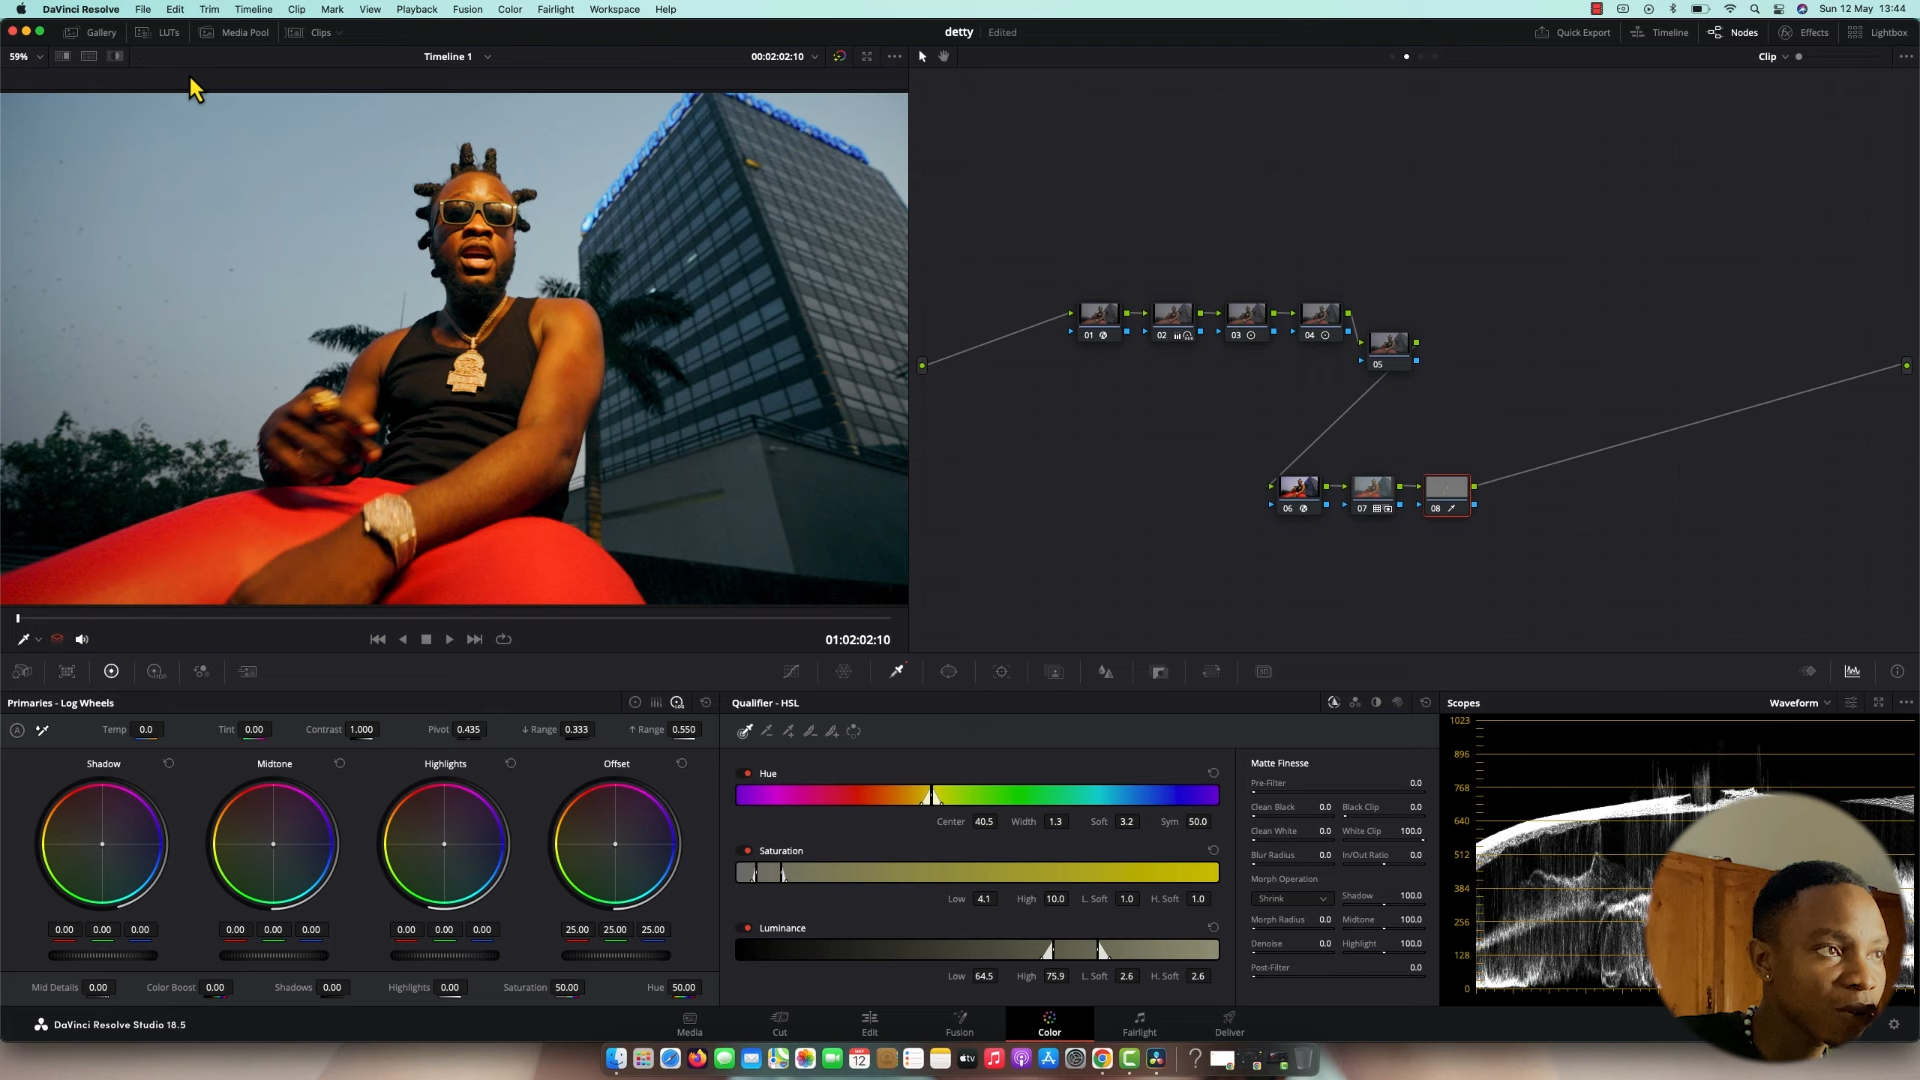 DaVinci Resolve File Edit Trim Timeline Clip Mark View Playback Fusion Color Fairlight Workspace Help Sun 12 May 13:44
Gallery LUTs Media Pool Clips detty Edited Quick Export Timeline Nodes Effects Lightbox
59% Timeline 1 00:02:02:10 Clip
01 02 03 04
05
06 07 08
01:02:02:10
Primaries - Log Wheels Qualifier - HSL Scopes Waveform
Temp 0.0 Tint 0.00 Contrast 1.000 Pivot 0.435 Range 0.333 Range 0.550
Shadow Midtone Highlights Offset
0.00 0.00 0.00 0.00 0.00 0.00 0.00 0.00 0.00 25.00 25.00 25.00
Mid Details 0.00 Color Boost 0.00 Shadows 0.00 Highlights 0.00 Saturation 50.00 Hue 50.00
Hue
Center 40.5 Width 1.3 Soft 3.2 Sym 50.0
Saturation
Low 4.1 High 10.0 L. Soft 1.0 H. Soft 1.0
Luminance
Low 64.5 High 75.9 L. Soft 2.6 H. Soft 2.6
Matte Finesse
Pre-Filter 0.0
Clean Black 0.0 Black Clip 0.0
Clean White 0.0 White Clip 100.0
Blur Radius 0.0 In/Out Ratio 0.0
Morph Operation
Shrink Shadow 100.0
Morph Radius 0.0 Midtone 100.0
Denoise 0.0 Highlight 100.0
Post-Filter 0.0
1023
896
768
640
512
384
256
128
0
DaVinci Resolve Studio 18.5
Media Cut Edit Fusion Color Fairlight Deliver